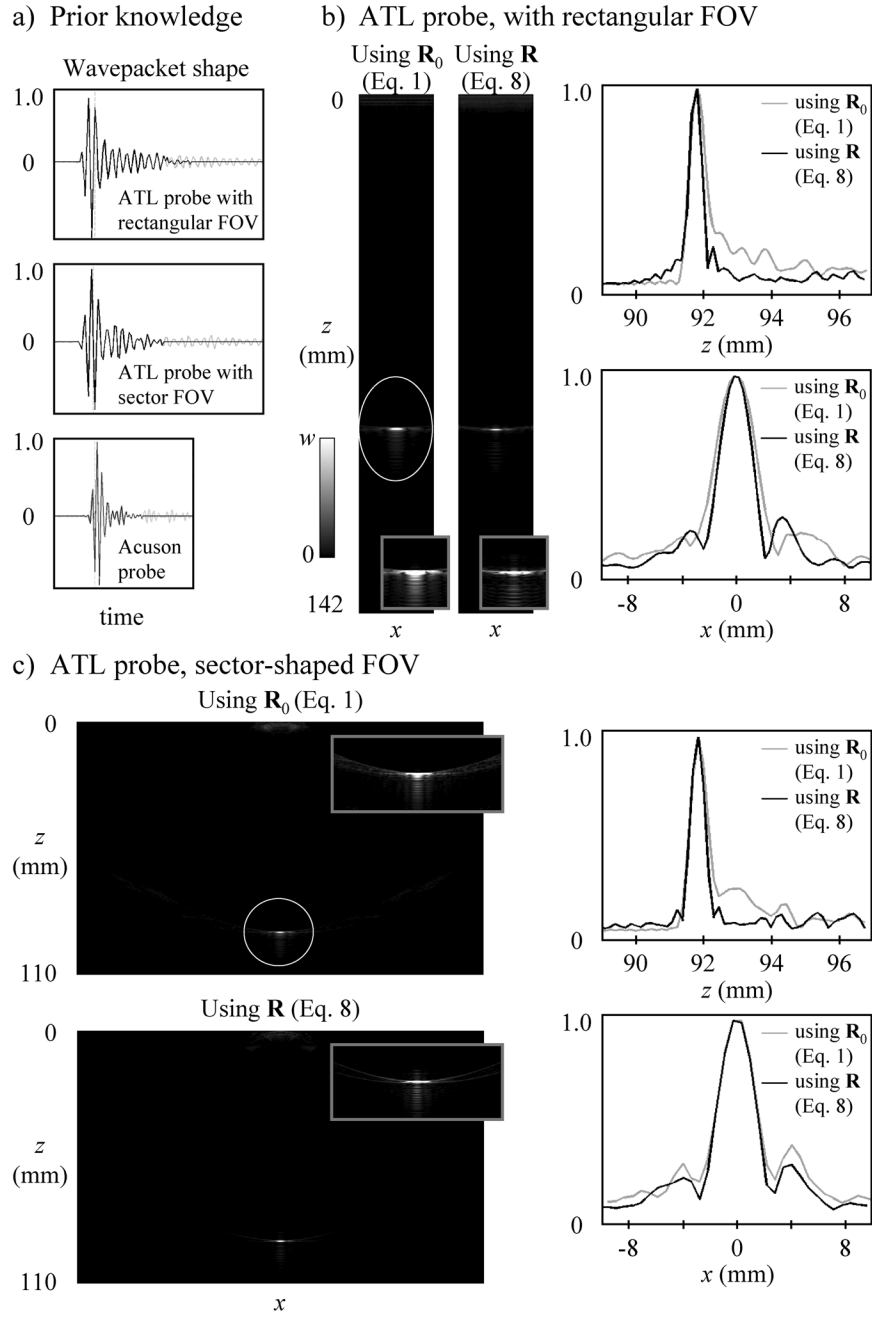 a) Prior knowledge
Wavepacket shape
1.0
0
ATL probe with
rectangular FOV
1.0
0
ATL probe with
sector FOV
1.0
0
Acuson
probe
time
b) ATL probe, with rectangular FOV
Using R₀
(Eq. 1)
Using R
(Eq. 8)
0
z
(mm)
w
0
142
x
x
1.0
using R₀
(Eq. 1)
using R
(Eq. 8)
0
90 92 94 96
z (mm)
1.0
using R₀
(Eq. 1)
using R
(Eq. 8)
0
-8 0 8
x (mm)
c) ATL probe, sector-shaped FOV
Using R₀ (Eq. 1)
0
z
(mm)
110
Using R (Eq. 8)
0
z
(mm)
110
x
1.0
using R₀
(Eq. 1)
using R
(Eq. 8)
0
90 92 94 96
z (mm)
1.0
using R₀
(Eq. 1)
using R
(Eq. 8)
0
-8 0 8
x (mm)